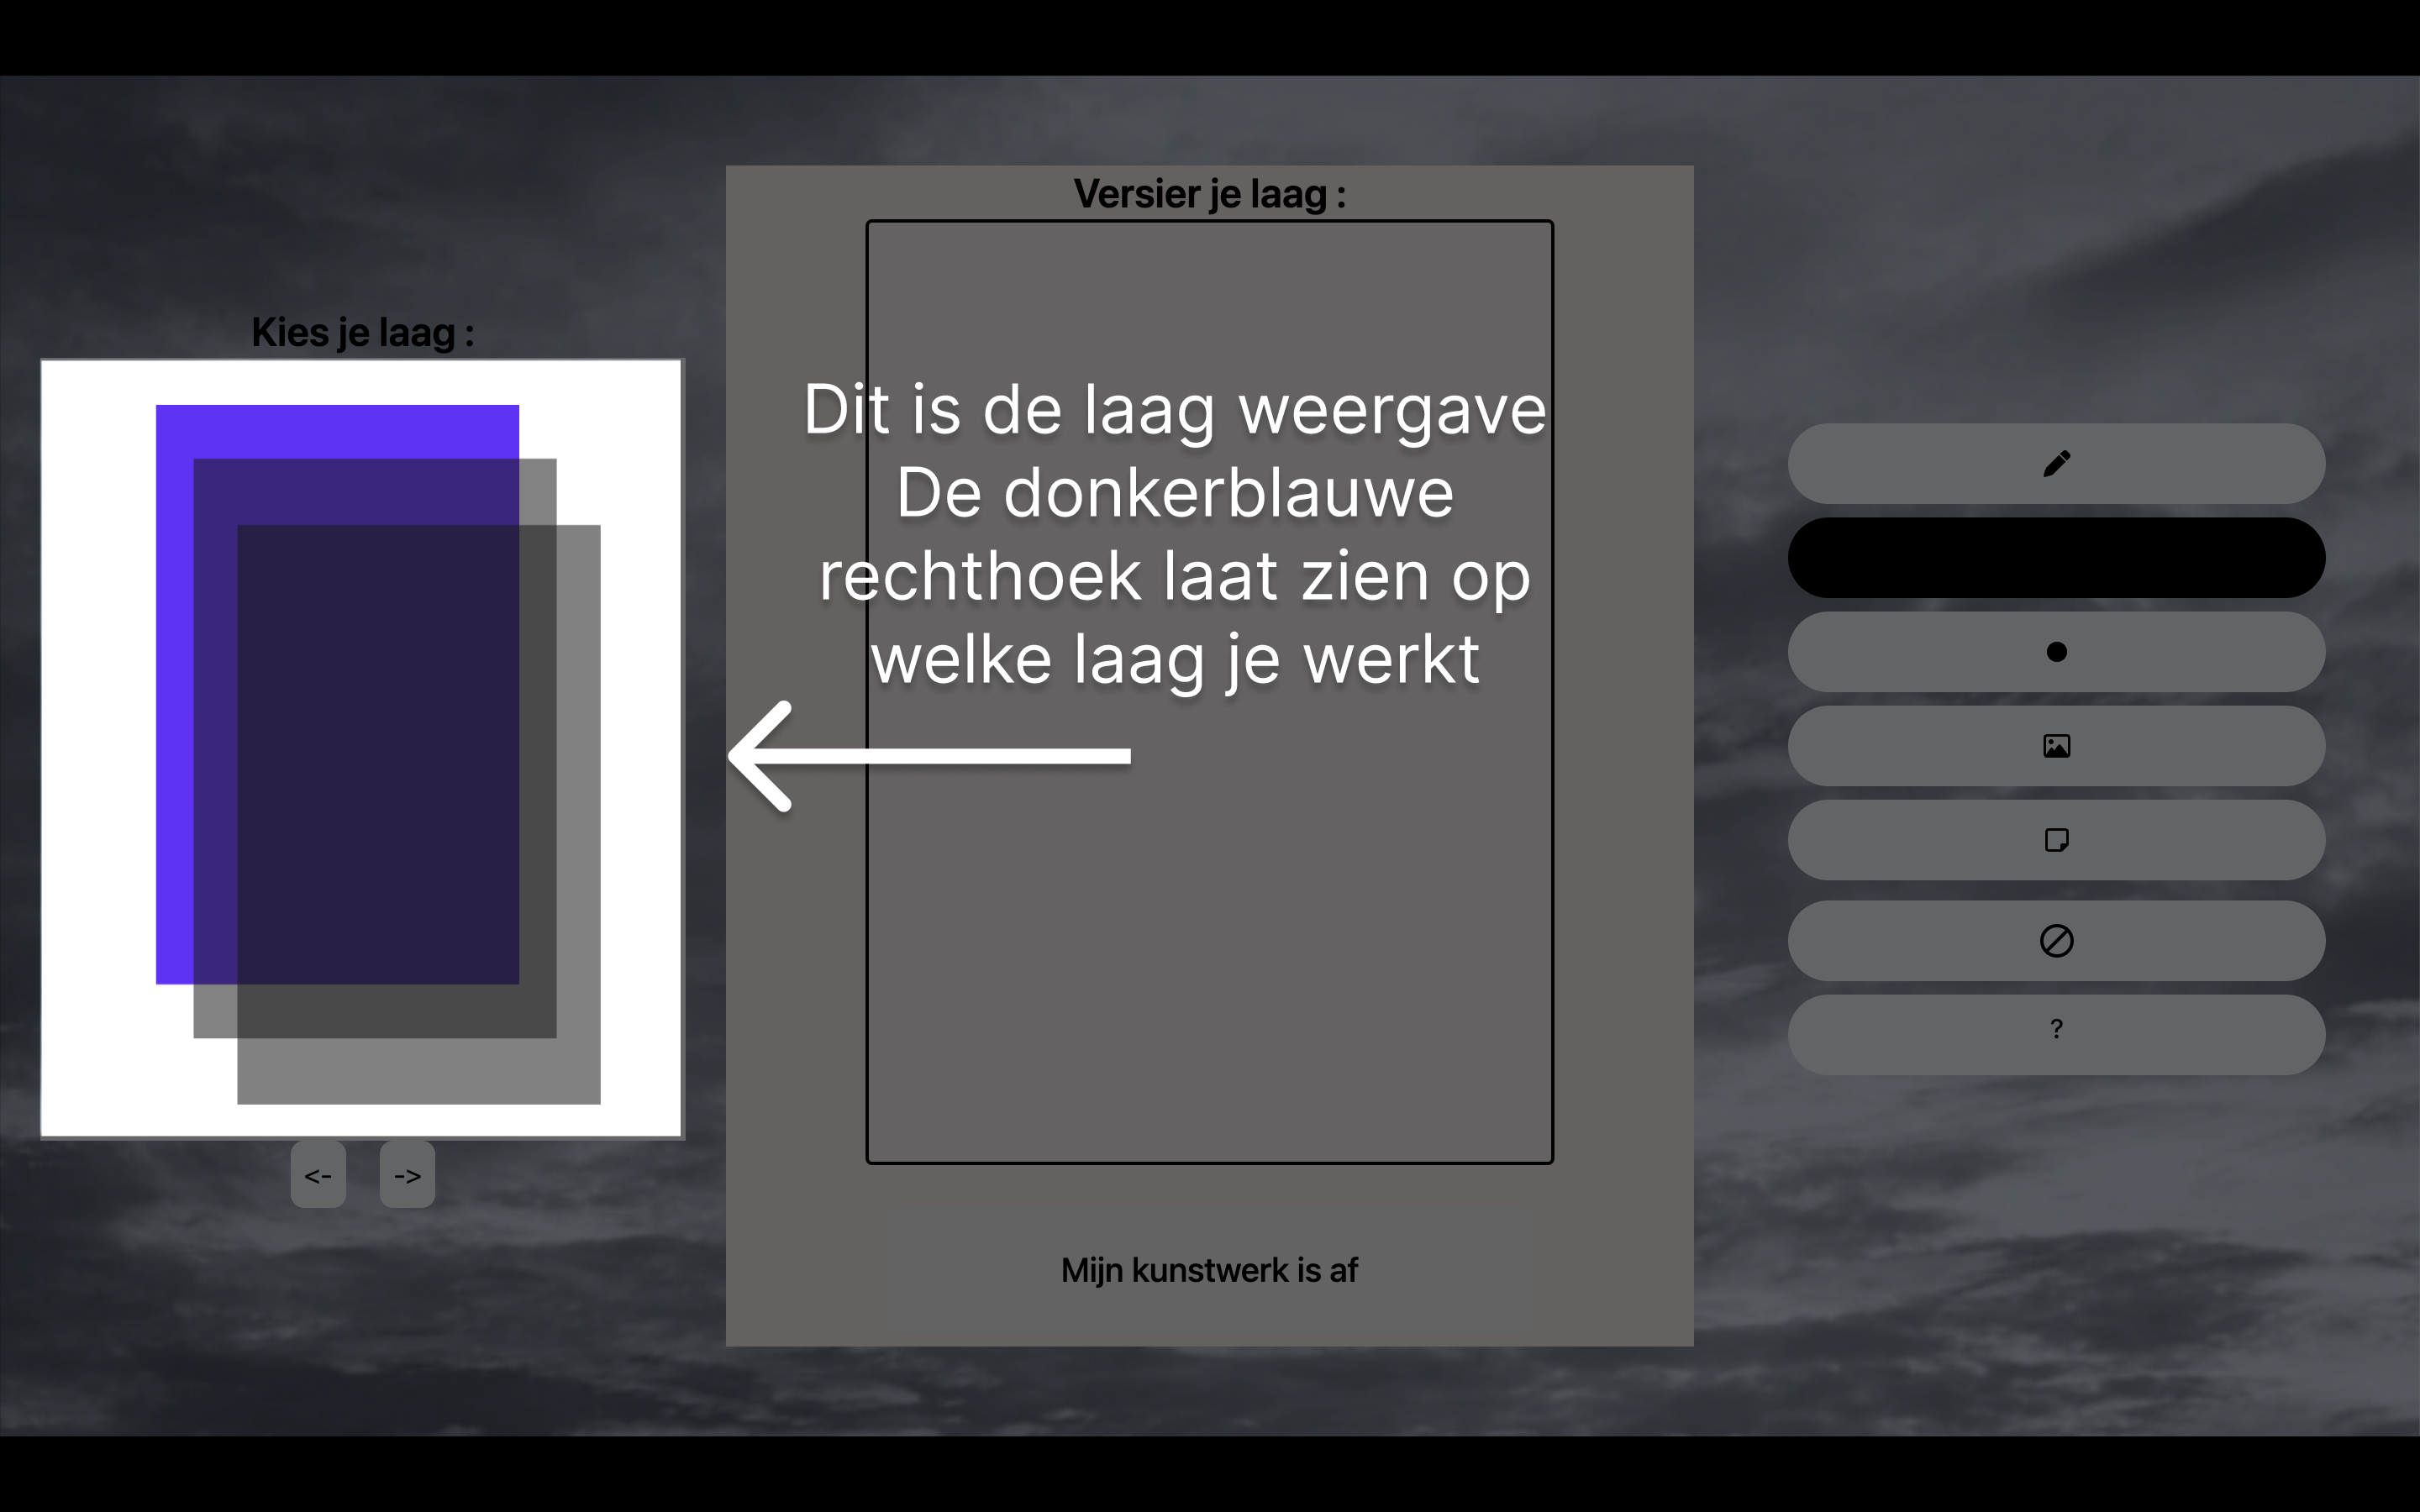 Versier je laag :
Kies je laag :
Dit is de laag weergave
De donkerblauwe
rechthoek laat zien op
welke laag je werkt
<- ->
?
Mijn kunstwerk is af